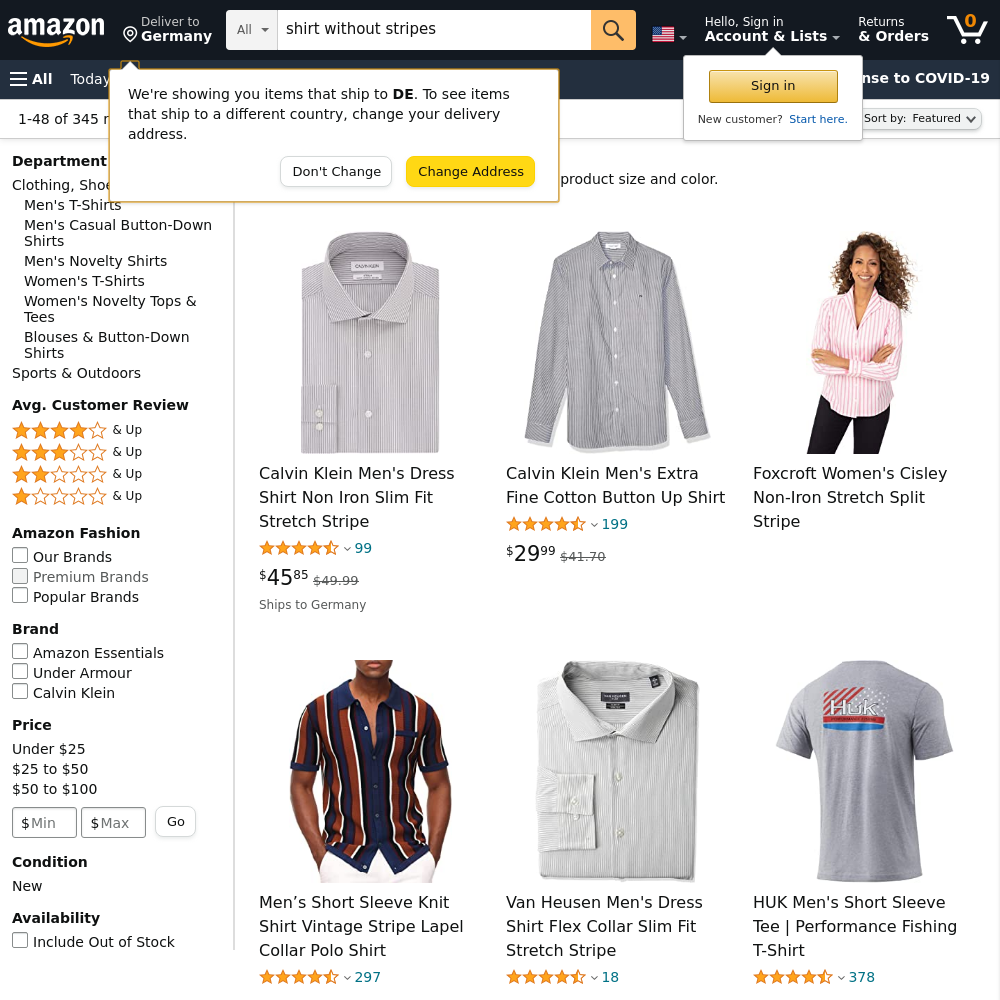 amazon
Deliver to
Germany
All
shirt without stripes
Hello, Sign in
Account & Lists
Returns
& Orders
0
All
Today
nse to COVID-19
We're showing you items that ship to DE. To see items
that ship to a different country, change your delivery
address.
Don't Change
Change Address
Sign in
New customer? Start here.
1-48 of 345 r
Sort by: Featured
product size and color.
Department
Clothing, Shoe
Men's T-Shirts
Men's Casual Button-Down
Shirts
Men's Novelty Shirts
Women's T-Shirts
Women's Novelty Tops &
Tees
Blouses & Button-Down
Shirts
Sports & Outdoors
Avg. Customer Review
& Up
& Up
& Up
& Up
Amazon Fashion
Our Brands
Premium Brands
Popular Brands
Brand
Amazon Essentials
Under Armour
Calvin Klein
Price
Under $25
$25 to $50
$50 to $100
$ Min
$ Max
Go
Condition
New
Availability
Include Out of Stock
CALVIN KLEIN
Calvin Klein Men's Dress
Shirt Non Iron Slim Fit
Stretch Stripe
99
$45 85 $49.99
Ships to Germany
Calvin Klein Men's Extra
Fine Cotton Button Up Shirt
199
$29 99 $41.70
Foxcroft Women's Cisley
Non-Iron Stretch Split
Stripe
Men’s Short Sleeve Knit
Shirt Vintage Stripe Lapel
Collar Polo Shirt
297
VAN HEUSEN
Van Heusen Men's Dress
Shirt Flex Collar Slim Fit
Stretch Stripe
18
Huk
HUK Men's Short Sleeve
Tee | Performance Fishing
T-Shirt
378